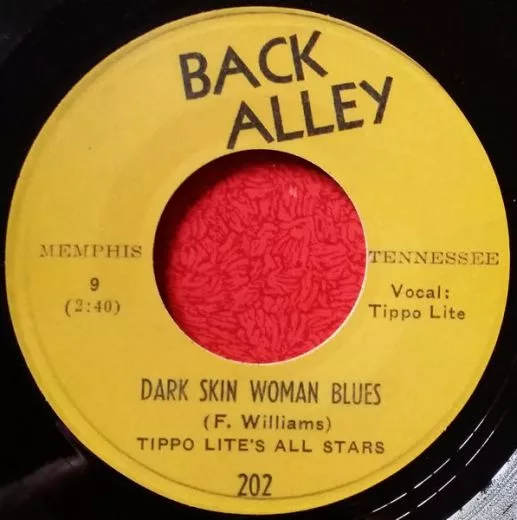 BACK
ALLEY
MEMPHIS TENNESSEE
9
(2:40)
Vocal:
Tippo Lite
DARK SKIN WOMAN BLUES
(F. Williams)
TIPPO LITE'S ALL STARS
202